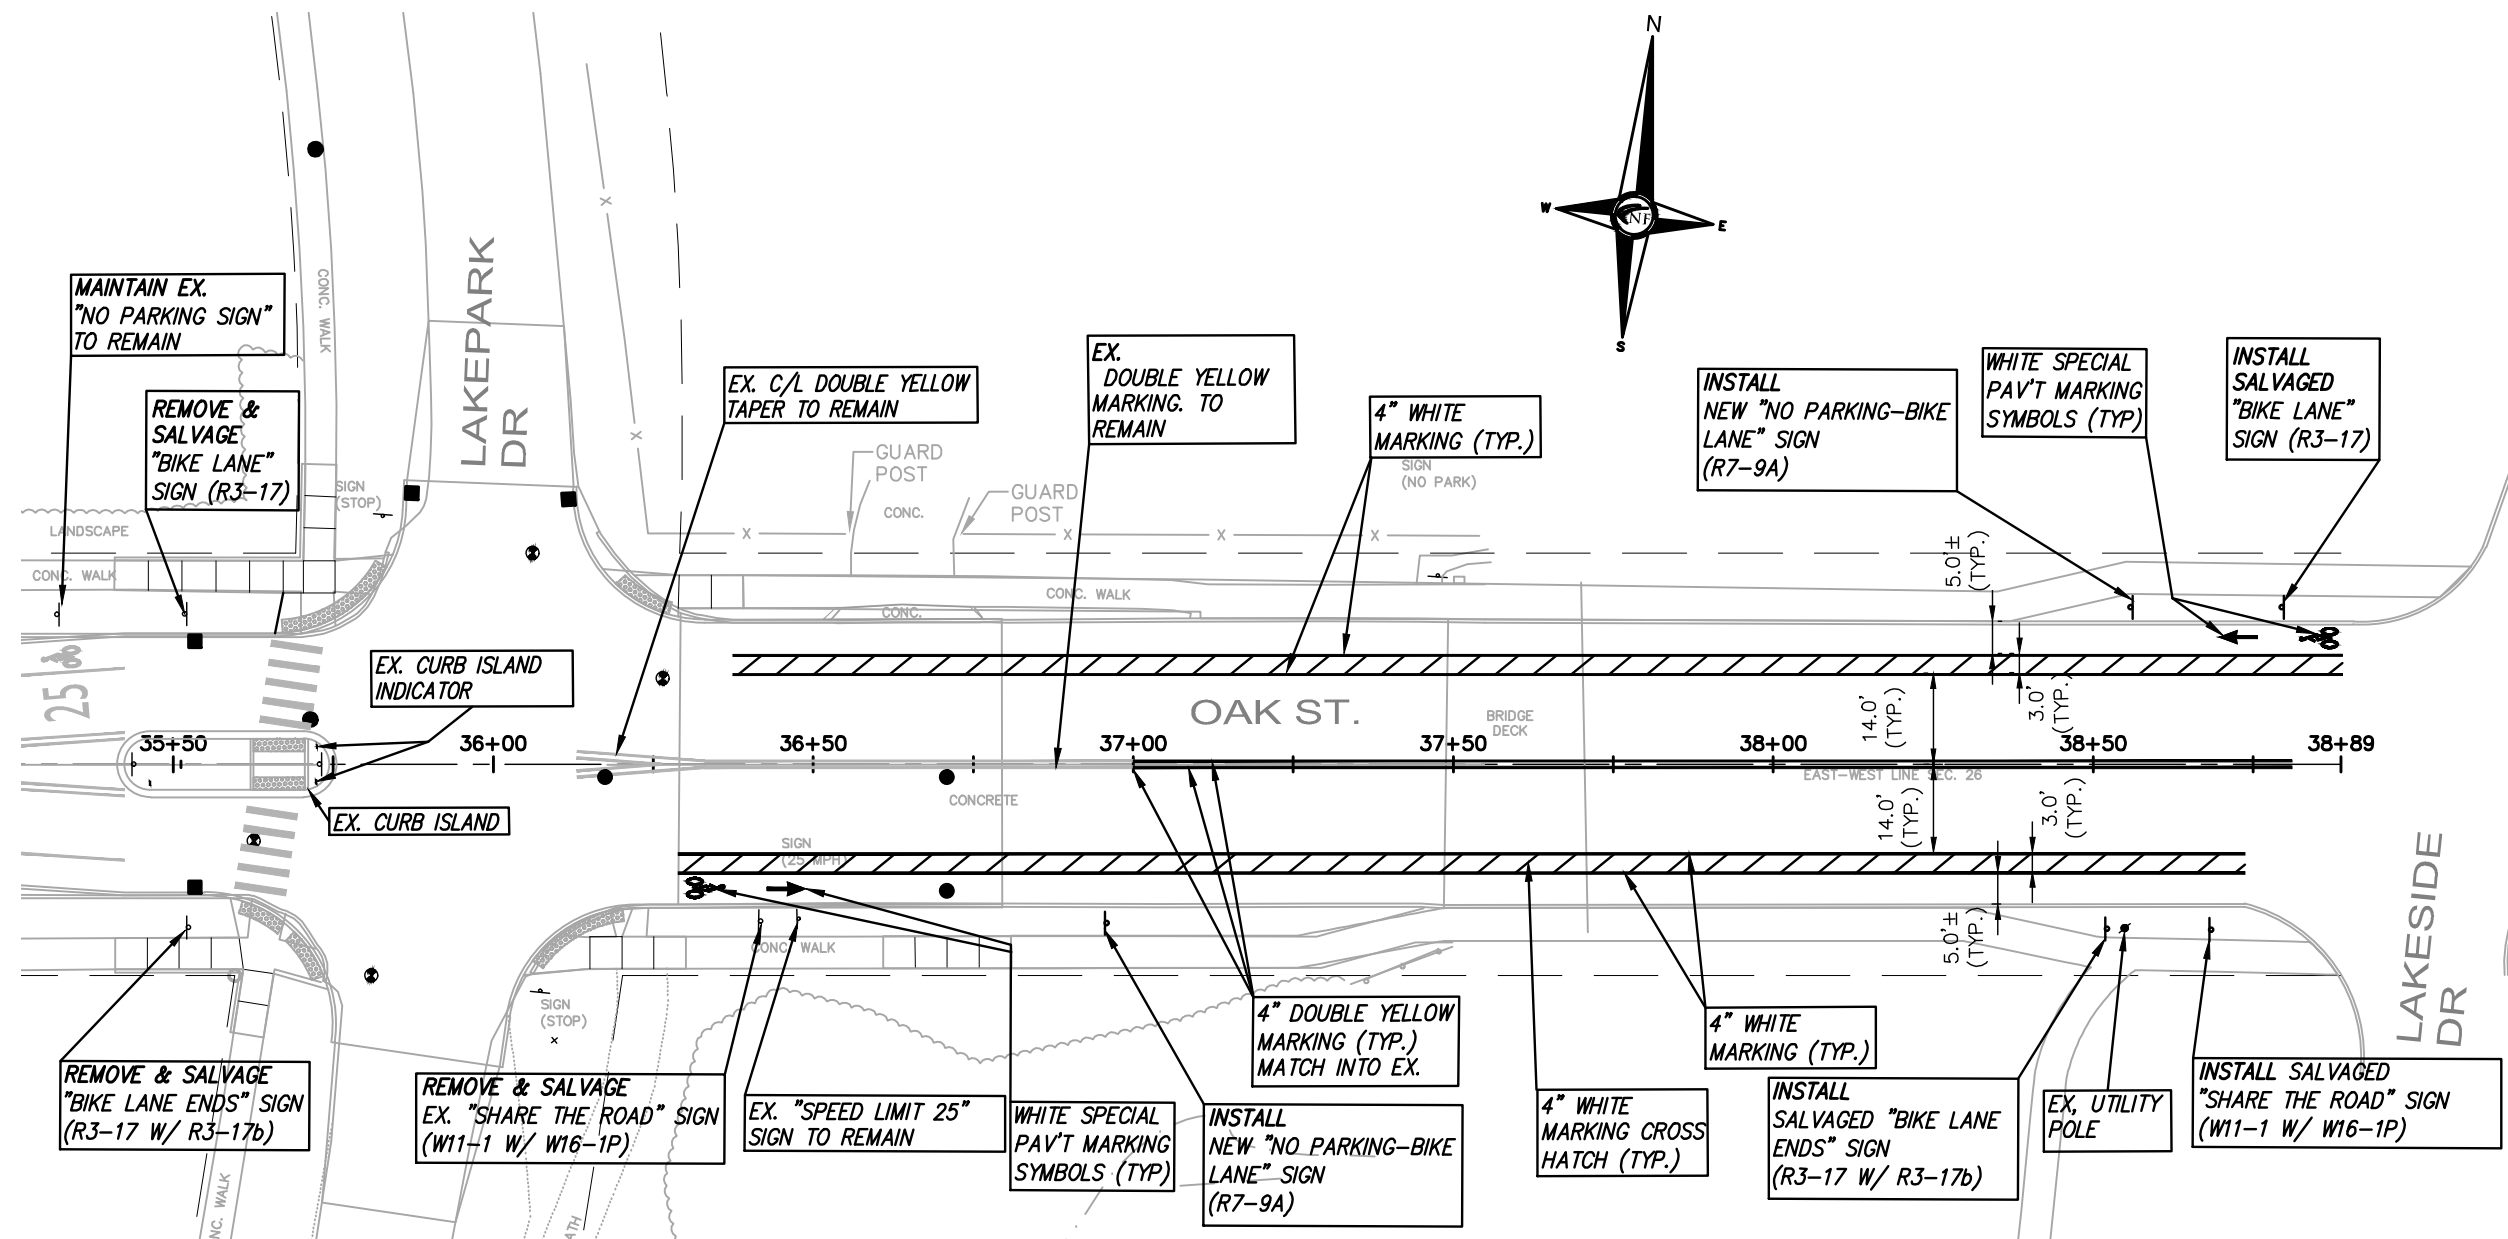 N
W
E
S
NF
LAKEPARK
DR
CONC. WALK
MAINTAIN EX.
"NO PARKING SIGN"
TO REMAIN
REMOVE &
SALVAGE
"BIKE LANE"
SIGN (R3-17)
SIGN
(STOP)
LANDSCAPE
CONC. WALK
EX. C/L DOUBLE YELLOW
TAPER TO REMAIN
GUARD
POST
CONC.
GUARD
POST
EX.
DOUBLE YELLOW
MARKING. TO
REMAIN
4" WHITE
MARKING (TYP.)
SIGN
(NO PARK)
INSTALL
NEW "NO PARKING-BIKE
LANE" SIGN
(R7-9A)
WHITE SPECIAL
PAV'T MARKING
SYMBOLS (TYP)
INSTALL
SALVAGED
"BIKE LANE"
SIGN (R3-17)
X
X
X
X
X
X
CONC. WALK
CONC.
5.0'±
(TYP.)
3.0'
(TYP.)
14.0'
(TYP.)
EX. CURB ISLAND
INDICATOR
25
OAK ST.
BRIDGE
DECK
35+50
36+00
36+50
37+00
37+50
38+00
38+50
38+89
EAST-WEST LINE SEC. 26
CONCRETE
EX. CURB ISLAND
14.0'
(TYP.)
3.0'
(TYP.)
SIGN
(25 MPH)
5.0'±
(TYP.)
CONC. WALK
LAKESIDE
DR
SIGN
(STOP)
x
REMOVE & SALVAGE
"BIKE LANE ENDS" SIGN
(R3-17 W/ R3-17b)
REMOVE & SALVAGE
EX. "SHARE THE ROAD" SIGN
(W11-1 W/ W16-1P)
EX. "SPEED LIMIT 25"
SIGN TO REMAIN
WHITE SPECIAL
PAV'T MARKING
SYMBOLS (TYP)
INSTALL
NEW "NO PARKING-BIKE
LANE" SIGN
(R7-9A)
4" DOUBLE YELLOW
MARKING (TYP.)
MATCH INTO EX.
4" WHITE
MARKING CROSS
HATCH (TYP.)
4" WHITE
MARKING (TYP.)
INSTALL
SALVAGED "BIKE LANE
ENDS" SIGN
(R3-17 W/ R3-17b)
EX, UTILITY
POLE
INSTALL SALVAGED
"SHARE THE ROAD" SIGN
(W11-1 W/ W16-1P)
NC. WALK
ATH